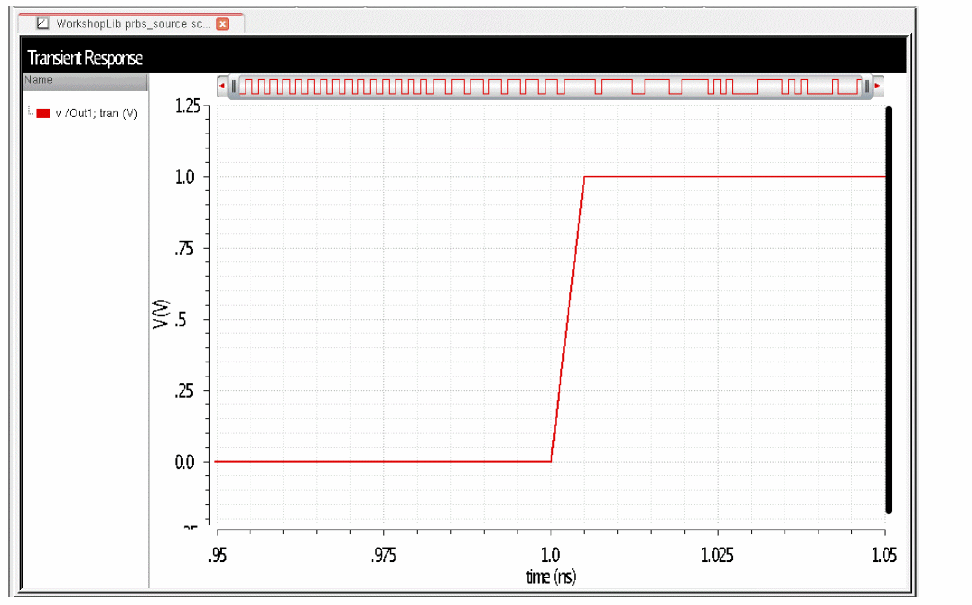 WorkshopLib prbs_source sc...
Transient Response
Name
v /Out1; tran (V)
1.25
1.0
.75
.5
.25
0.0
V (V)
.95
.975
1.0
1.025
1.05
time (ns)